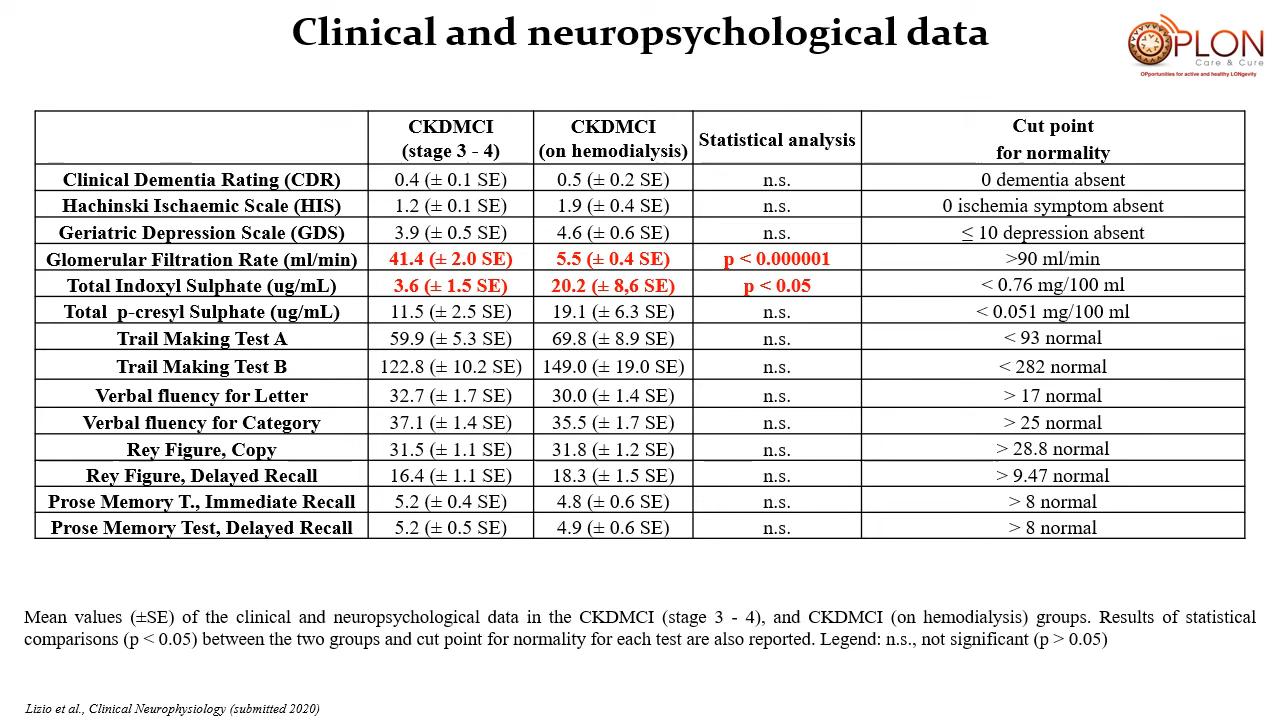 Clinical and neuropsychological data
OPLON
Care & Cure
OPportunities for active and healthy LONgevity
CKDMCI (stage 3 - 4) CKDMCI (on hemodialysis) Statistical analysis Cut point for normality
Clinical Dementia Rating (CDR) 0.4 (± 0.1 SE) 0.5 (± 0.2 SE) n.s. 0 dementia absent
Hachinski Ischaemic Scale (HIS) 1.2 (± 0.1 SE) 1.9 (± 0.4 SE) n.s. 0 ischemia symptom absent
Geriatric Depression Scale (GDS) 3.9 (± 0.5 SE) 4.6 (± 0.6 SE) n.s. ≤ 10 depression absent
Glomerular Filtration Rate (ml/min) 41.4 (± 2.0 SE) 5.5 (± 0.4 SE) p < 0.000001 >90 ml/min
Total Indoxyl Sulphate (ug/mL) 3.6 (± 1.5 SE) 20.2 (± 8,6 SE) p < 0.05 < 0.76 mg/100 ml
Total p-cresyl Sulphate (ug/mL) 11.5 (± 2.5 SE) 19.1 (± 6.3 SE) n.s. < 0.051 mg/100 ml
Trail Making Test A 59.9 (± 5.3 SE) 69.8 (± 8.9 SE) n.s. < 93 normal
Trail Making Test B 122.8 (± 10.2 SE) 149.0 (± 19.0 SE) n.s. < 282 normal
Verbal fluency for Letter 32.7 (± 1.7 SE) 30.0 (± 1.4 SE) n.s. > 17 normal
Verbal fluency for Category 37.1 (± 1.4 SE) 35.5 (± 1.7 SE) n.s. > 25 normal
Rey Figure, Copy 31.5 (± 1.1 SE) 31.8 (± 1.2 SE) n.s. > 28.8 normal
Rey Figure, Delayed Recall 16.4 (± 1.1 SE) 18.3 (± 1.5 SE) n.s. > 9.47 normal
Prose Memory T., Immediate Recall 5.2 (± 0.4 SE) 4.8 (± 0.6 SE) n.s. > 8 normal
Prose Memory Test, Delayed Recall 5.2 (± 0.5 SE) 4.9 (± 0.6 SE) n.s. > 8 normal
Mean values (±SE) of the clinical and neuropsychological data in the CKDMCI (stage 3 - 4), and CKDMCI (on hemodialysis) groups. Results of statistical
comparisons (p < 0.05) between the two groups and cut point for normality for each test are also reported. Legend: n.s., not significant (p > 0.05)
Lizio et al., Clinical Neurophysiology (submitted 2020)